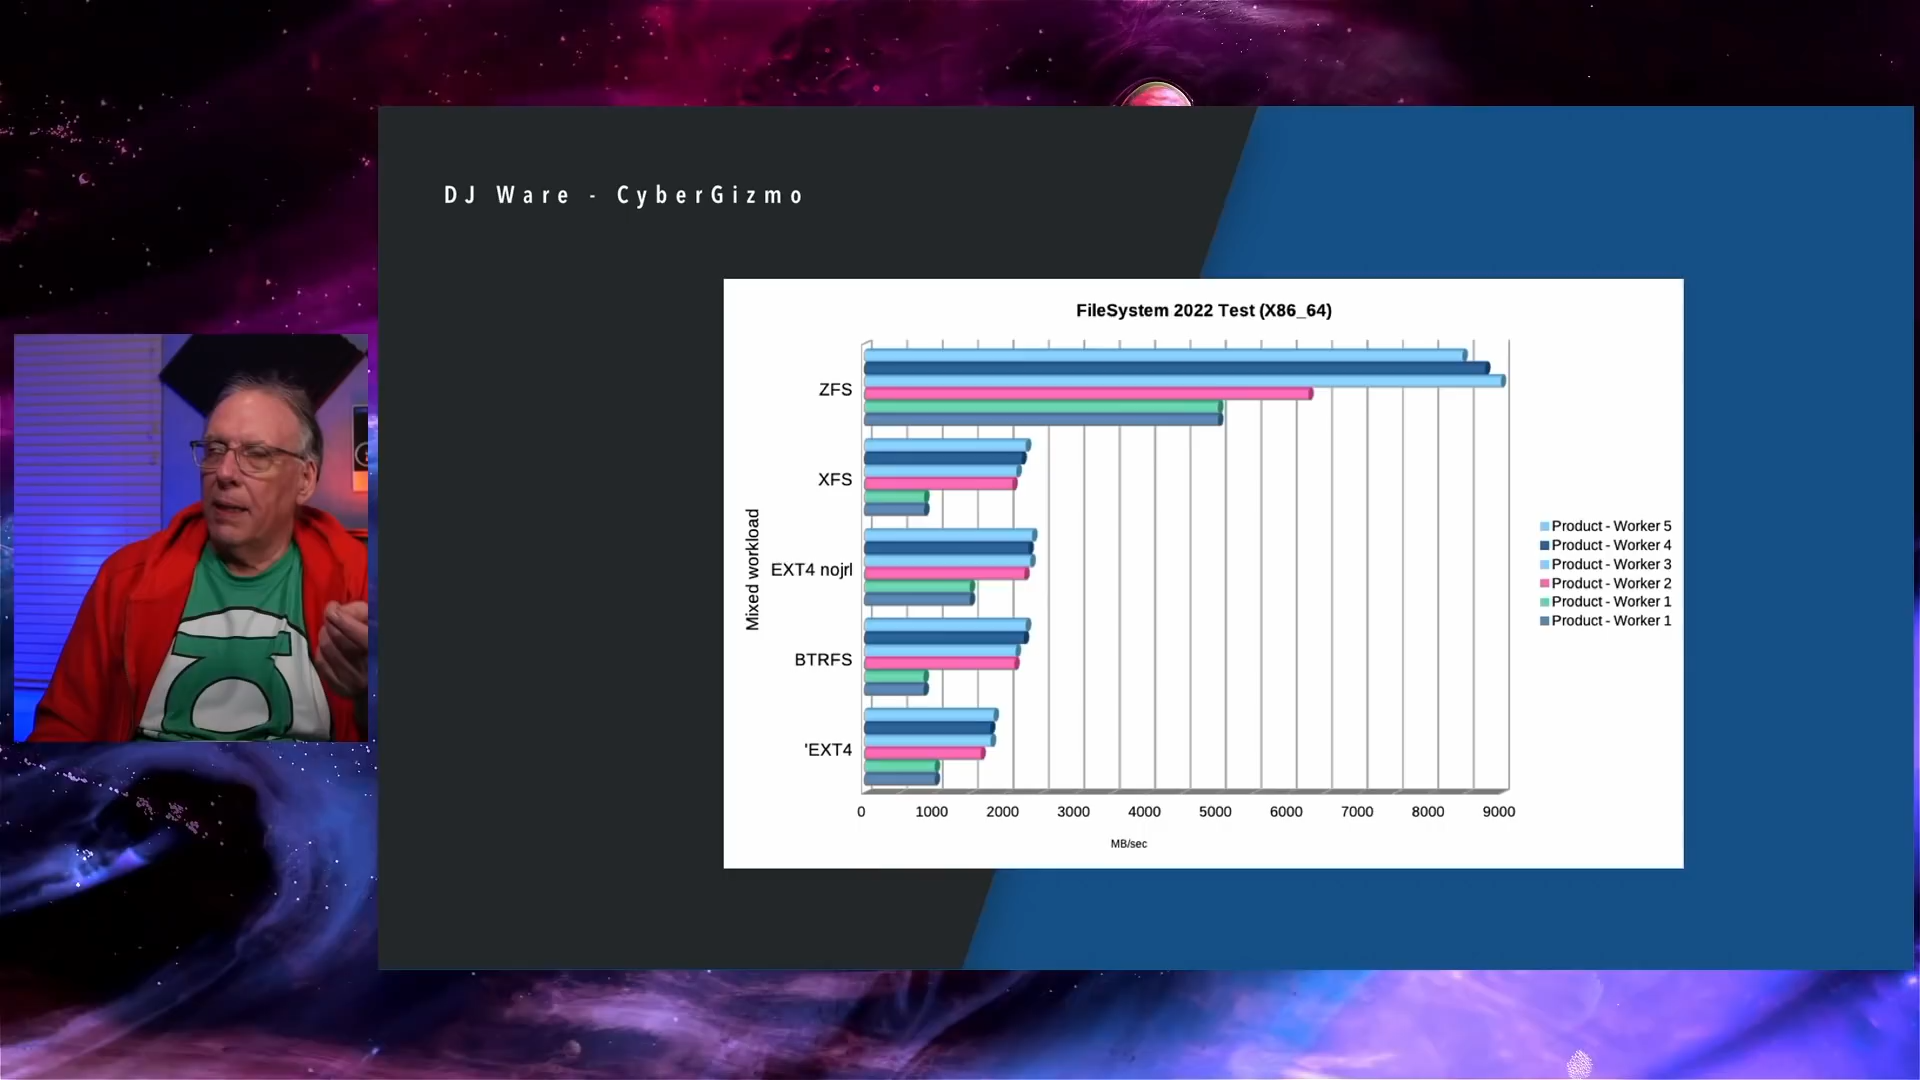 DJ Ware - CyberGizmo
FileSystem 2022 Test (X86_64)
Mixed workload
ZFS
XFS
EXT4 nojrl
BTRFS
'EXT4
0 1000 2000 3000 4000 5000 6000 7000 8000 9000
MB/sec
Product - Worker 5
Product - Worker 4
Product - Worker 3
Product - Worker 2
Product - Worker 1
Product - Worker 1